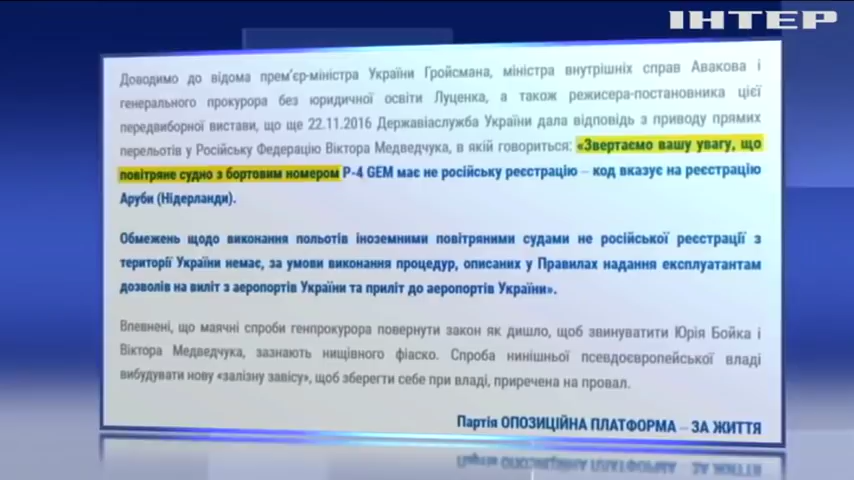 ІНТЕР
Доводимо до відома прем'єр-міністра України Гройсмана, міністра внутрішніх справ Авакова і
генерального прокурора без юридичної освіти Луценка, а також режисера-постановника цієї
передвиборної вистави, що ще 22.11.2016 Державіаслужба України дала відповідь з приводу прямих
перельотів у Російську Федерацію Віктора Медведчука, в якій говориться: «Звертаємо вашу увагу, що
повітряне судно з бортовим номером P-4 GEM має не російську реєстрацію – код вказує на реєстрацію
Аруби (Нідерланди).
Обмежень щодо виконання польотів іноземними повітряними судами не російської реєстрації з
території України немає, за умови виконання процедур, описаних у Правилах надання експлуатантам
дозволів на виліт з аеропортів України та приліт до аеропортів України».
Впевнені, що маячні спроби генпрокурора повернути закон як дишло, щоб звинуватити Юрія Бойка і
Віктора Медведчука, зазнають нищівного фіаско. Спроба нинішньої псевдоєвропейської владі
вибудувати нову «залізну завісу», щоб зберегти себе при владі, приречена на провал.
Партія ОПОЗИЦІЙНА ПЛАТФОРМА – ЗА ЖИТТЯ